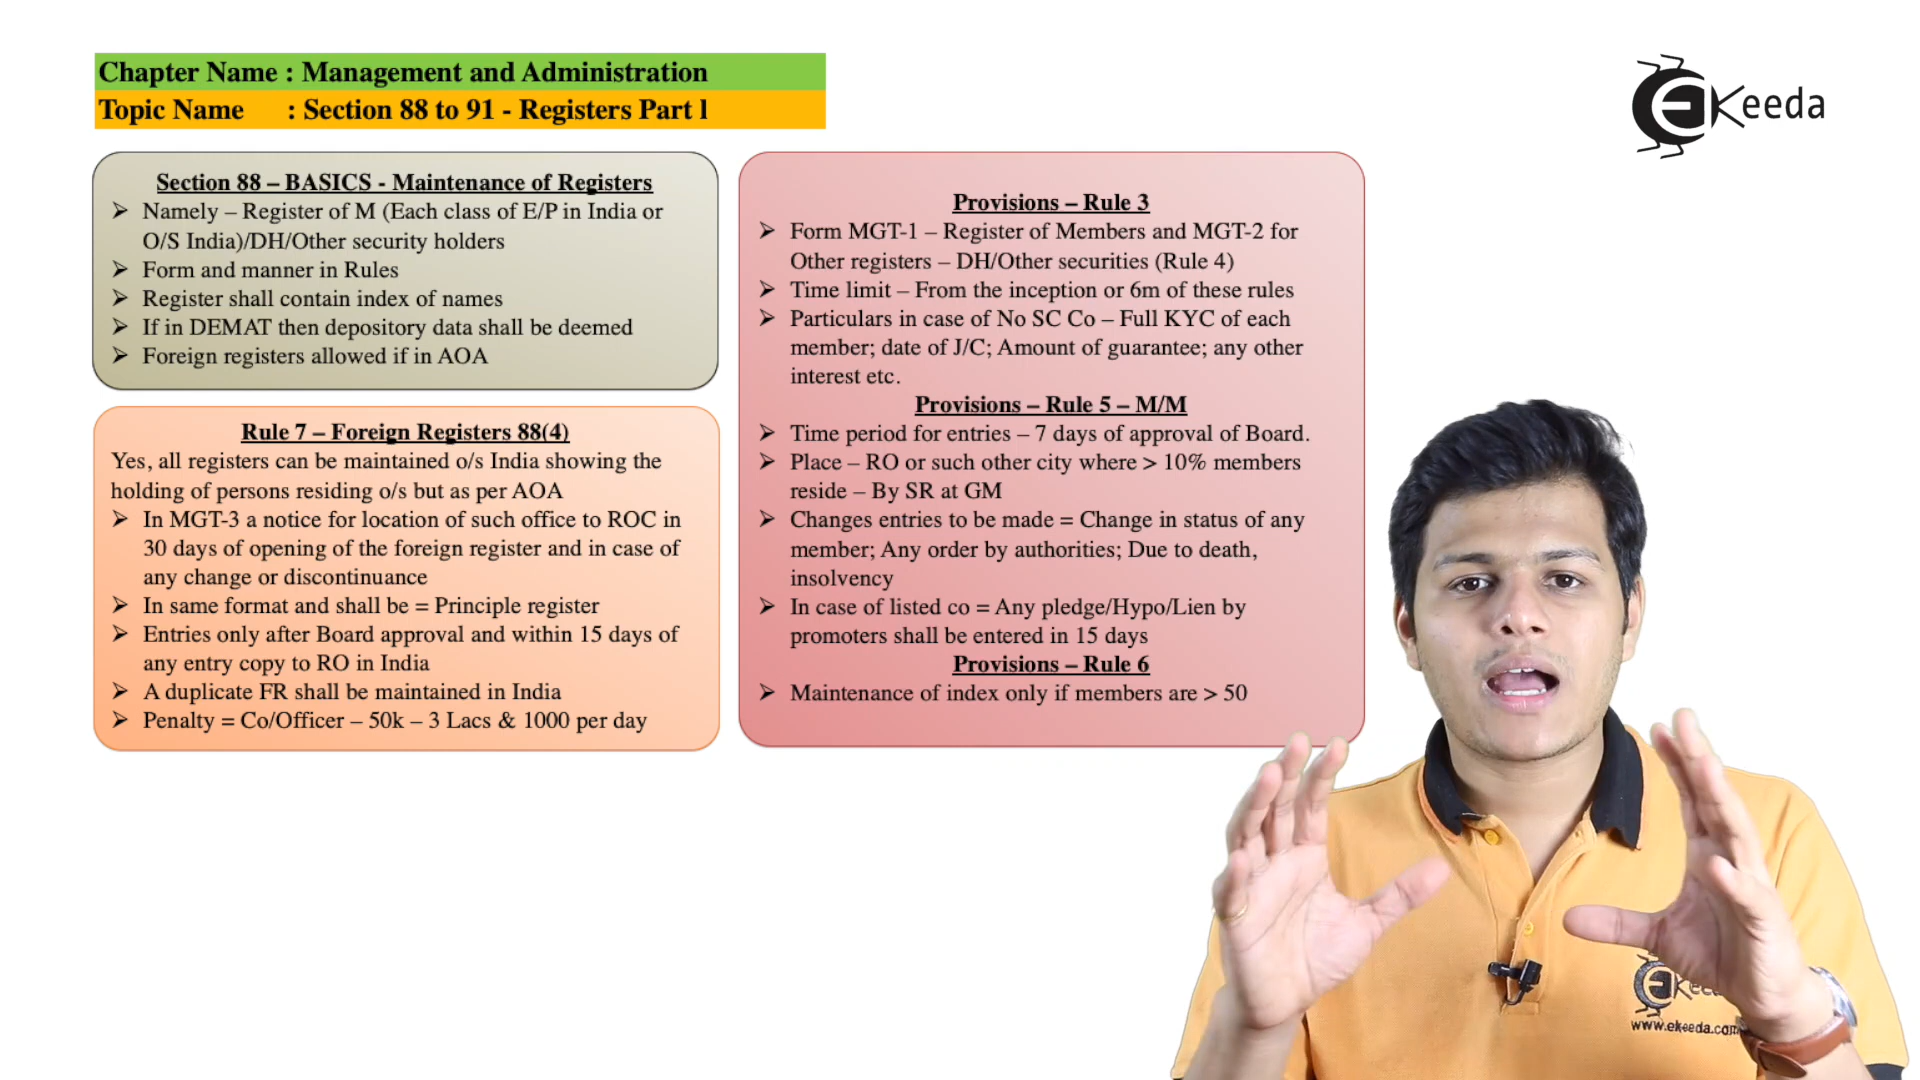 Chapter Name : Management and Administration
Topic Name : Section 88 to 91 - Registers Part l
Keeda
Section 88 – BASICS - Maintenance of Registers
➢ Namely – Register of M (Each class of E/P in India or
O/S India)/DH/Other security holders
➢ Form and manner in Rules
➢ Register shall contain index of names
➢ If in DEMAT then depository data shall be deemed
➢ Foreign registers allowed if in AOA
Rule 7 – Foreign Registers 88(4)
Yes, all registers can be maintained o/s India showing the
holding of persons residing o/s but as per AOA
➢ In MGT-3 a notice for location of such office to ROC in
30 days of opening of the foreign register and in case of
any change or discontinuance
➢ In same format and shall be = Principle register
➢ Entries only after Board approval and within 15 days of
any entry copy to RO in India
➢ A duplicate FR shall be maintained in India
➢ Penalty = Co/Officer – 50k – 3 Lacs & 1000 per day
Provisions – Rule 3
➢ Form MGT-1 – Register of Members and MGT-2 for
Other registers – DH/Other securities (Rule 4)
➢ Time limit – From the inception or 6m of these rules
➢ Particulars in case of No SC Co – Full KYC of each
member; date of J/C; Amount of guarantee; any other
interest etc.
Provisions – Rule 5 – M/M
➢ Time period for entries – 7 days of approval of Board.
➢ Place – RO or such other city where > 10% members
reside – By SR at GM
➢ Changes entries to be made = Change in status of any
member; Any order by authorities; Due to death,
insolvency
➢ In case of listed co = Any pledge/Hypo/Lien by
promoters shall be entered in 15 days
Provisions – Rule 6
➢ Maintenance of index only if members are > 50
www.ekeeda.com